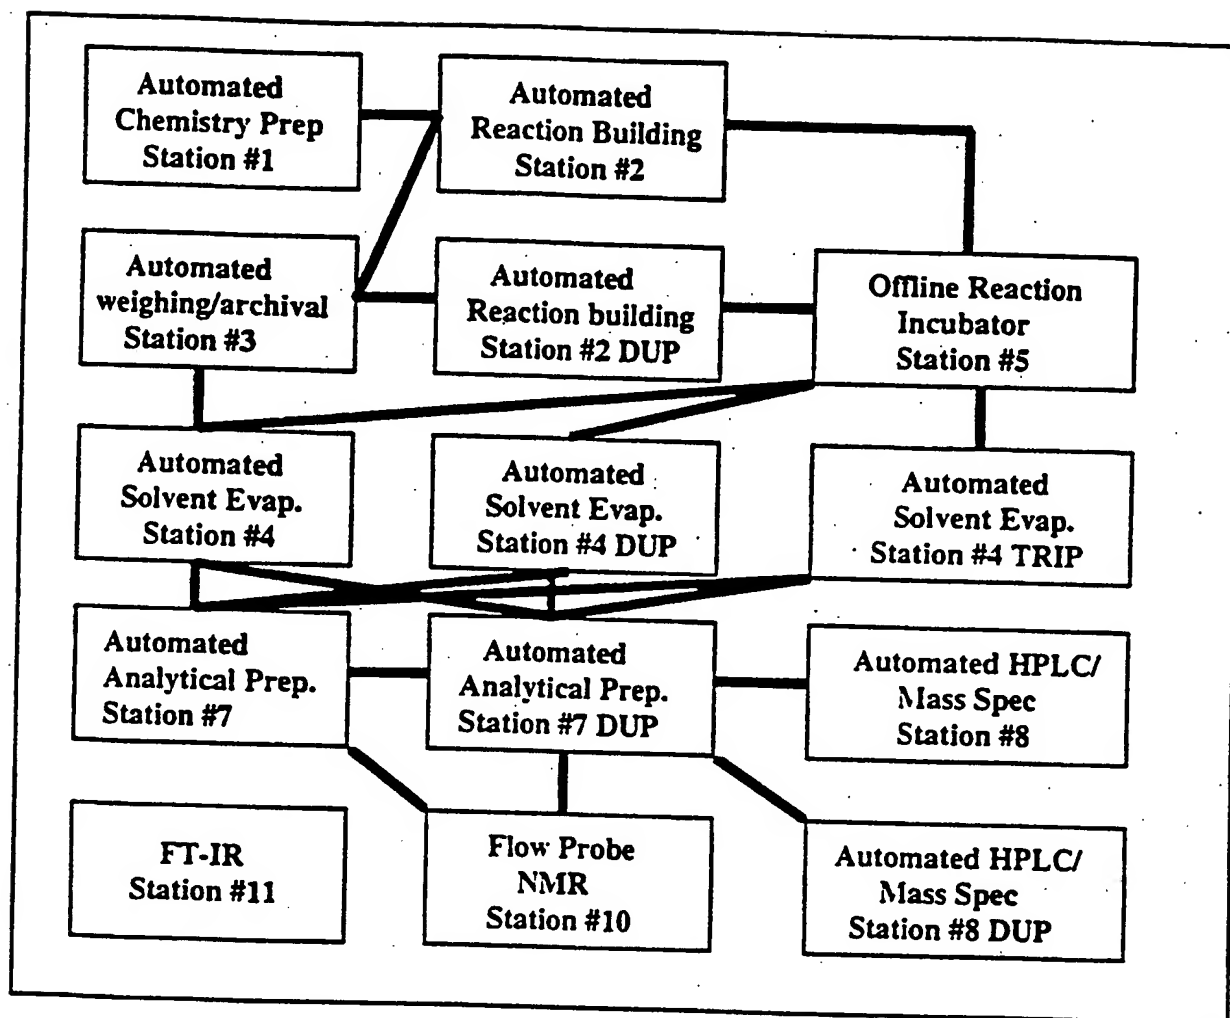 Automated
Chemistry Prep
Station #1
Automated
Reaction Building
Station #2
Automated
weighing/archival
Station #3
Automated
Reaction building
Station #2 DUP
Offline Reaction
Incubator
Station #5
Automated
Solvent Evap.
Station #4
Automated
Solvent Evap.
Station #4 DUP
Automated
Solvent Evap.
Station #4 TRIP
Automated
Analytical Prep.
Station #7
Automated
Analytical Prep.
Station #7 DUP
Automated HPLC/
Mass Spec
Station #8
FT-IR
Station #11
Flow Probe
NMR
Station #10
Automated HPLC/
Mass Spec
Station #8 DUP